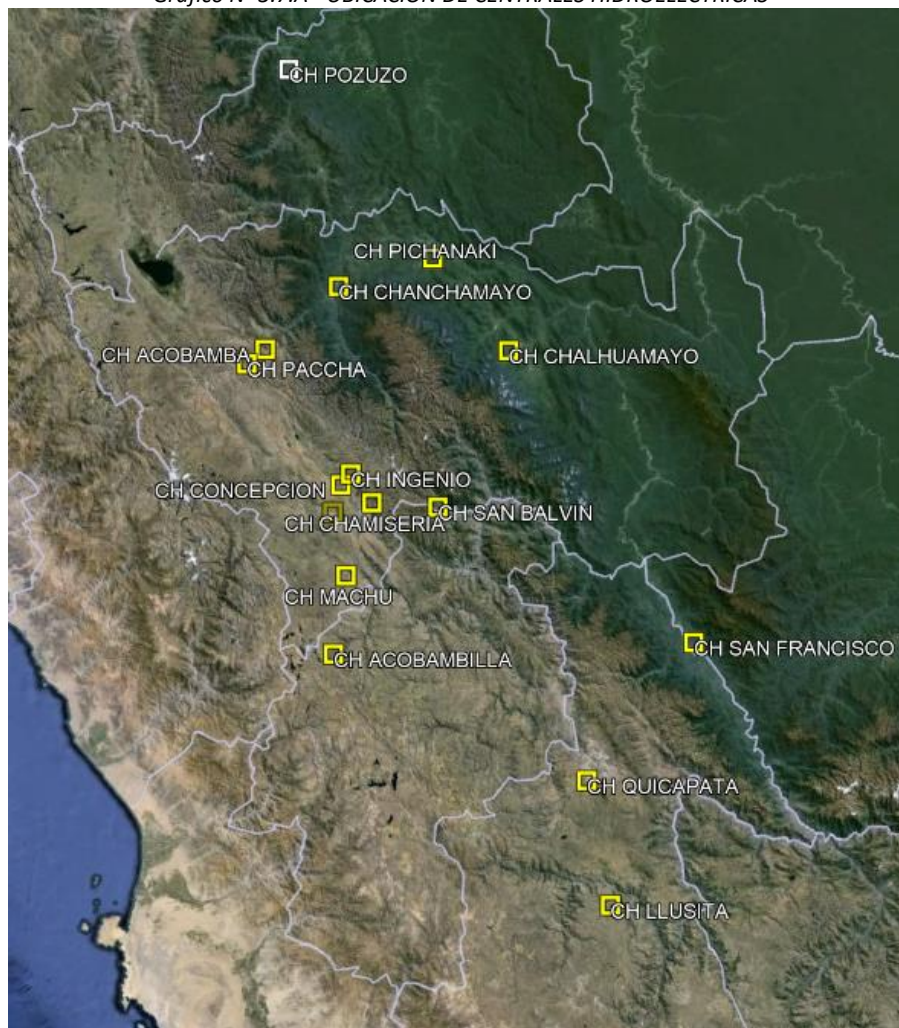 CH POZUZO
CH PICHANAKI
CH CHANCHAMAYO
CH ACOBAMBA
CH PACCHA
CH CHALHUAMAYO
CH INGENIO
CH CONCEPCION
CH SAN BALVIN
CH CHAMISERIA
CH MACHU
CH SAN FRANCISCO
CH ACOBAMBILLA
CH QUICAPATA
CH LLUSITA